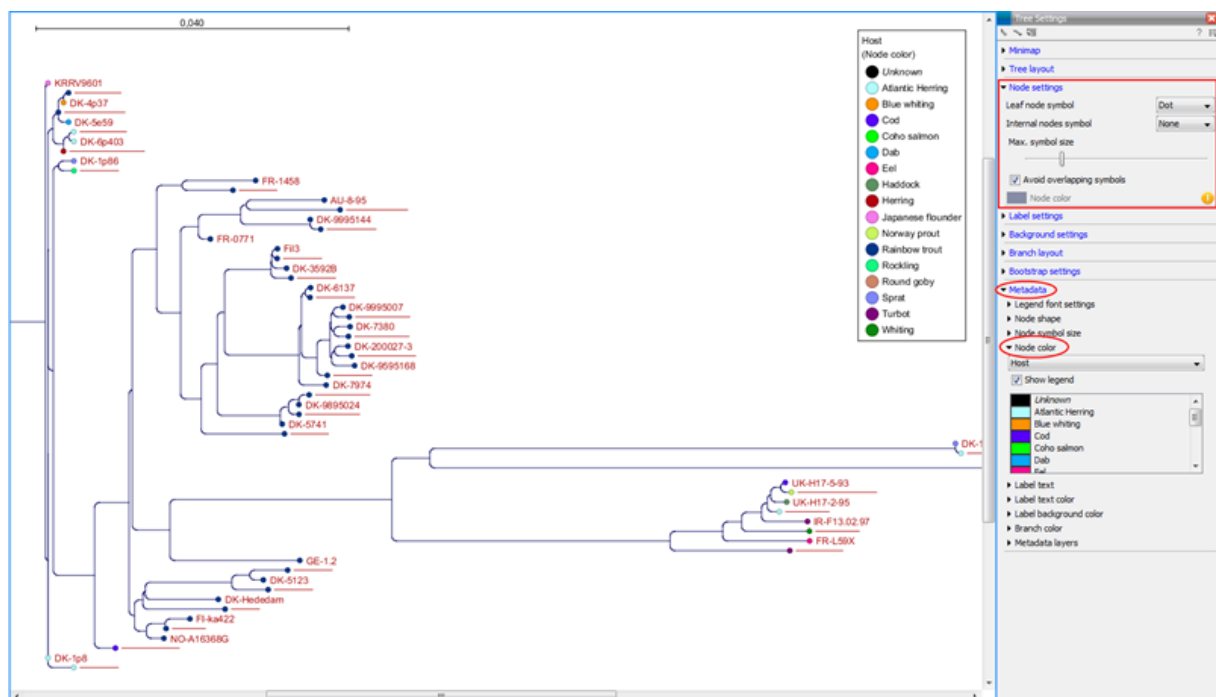 0,040
KRRV9601
DK-4p37
DK-5e59
DK-6p403
DK-1p86
FR-1458
AU-8-95
DK-9995144
FR-0771
Fil3
DK-3592B
DK-6137
DK-9995007
DK-7380
DK-200027-3
DK-9595168
DK-7974
DK-9895024
DK-5741
DK-1
UK-H17-5-93
UK-H17-2-95
IR-F13.02.97
FR-L59X
GE-1.2
DK-5123
DK-Hededam
FI-ka422
NO-A16368G
DK-1p8
Host
(Node color)
Unknown
Atlantic Herring
Blue whiting
Cod
Coho salmon
Dab
Eel
Haddock
Herring
Japanese flounder
Norway prout
Rainbow trout
Rockling
Round goby
Sprat
Turbot
Whiting
Tree Settings
?
Minimap
Tree layout
Node settings
Leaf node symbol Dot
Internal nodes symbol None
Max. symbol size
Avoid overlapping symbols
Node color
Label settings
Background settings
Branch layout
Bootstrap settings
Metadata
Legend font settings
Node shape
Node symbol size
Node color
Host
Show legend
Unknown
Atlantic Herring
Blue whiting
Cod
Coho salmon
Dab
Eel
Label text
Label text color
Label background color
Branch color
Metadata layers